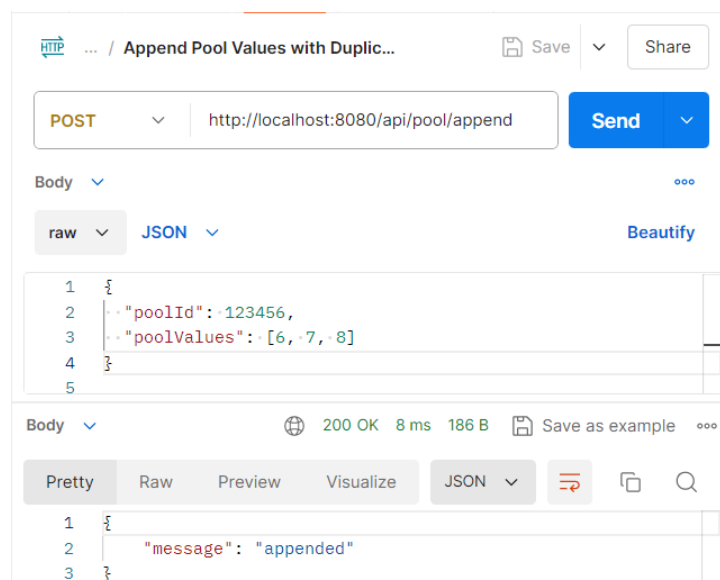 HTTP ... / Append Pool Values with Duplic... Save Share
POST http://localhost:8080/api/pool/append Send
Body
raw JSON Beautify
1 {
2 "poolId": 123456,
3 "poolValues": [6, 7, 8]
4 }
5
Body 200 OK 8 ms 186 B Save as example
Pretty Raw Preview Visualize JSON
1 {
2 "message": "appended"
3 }